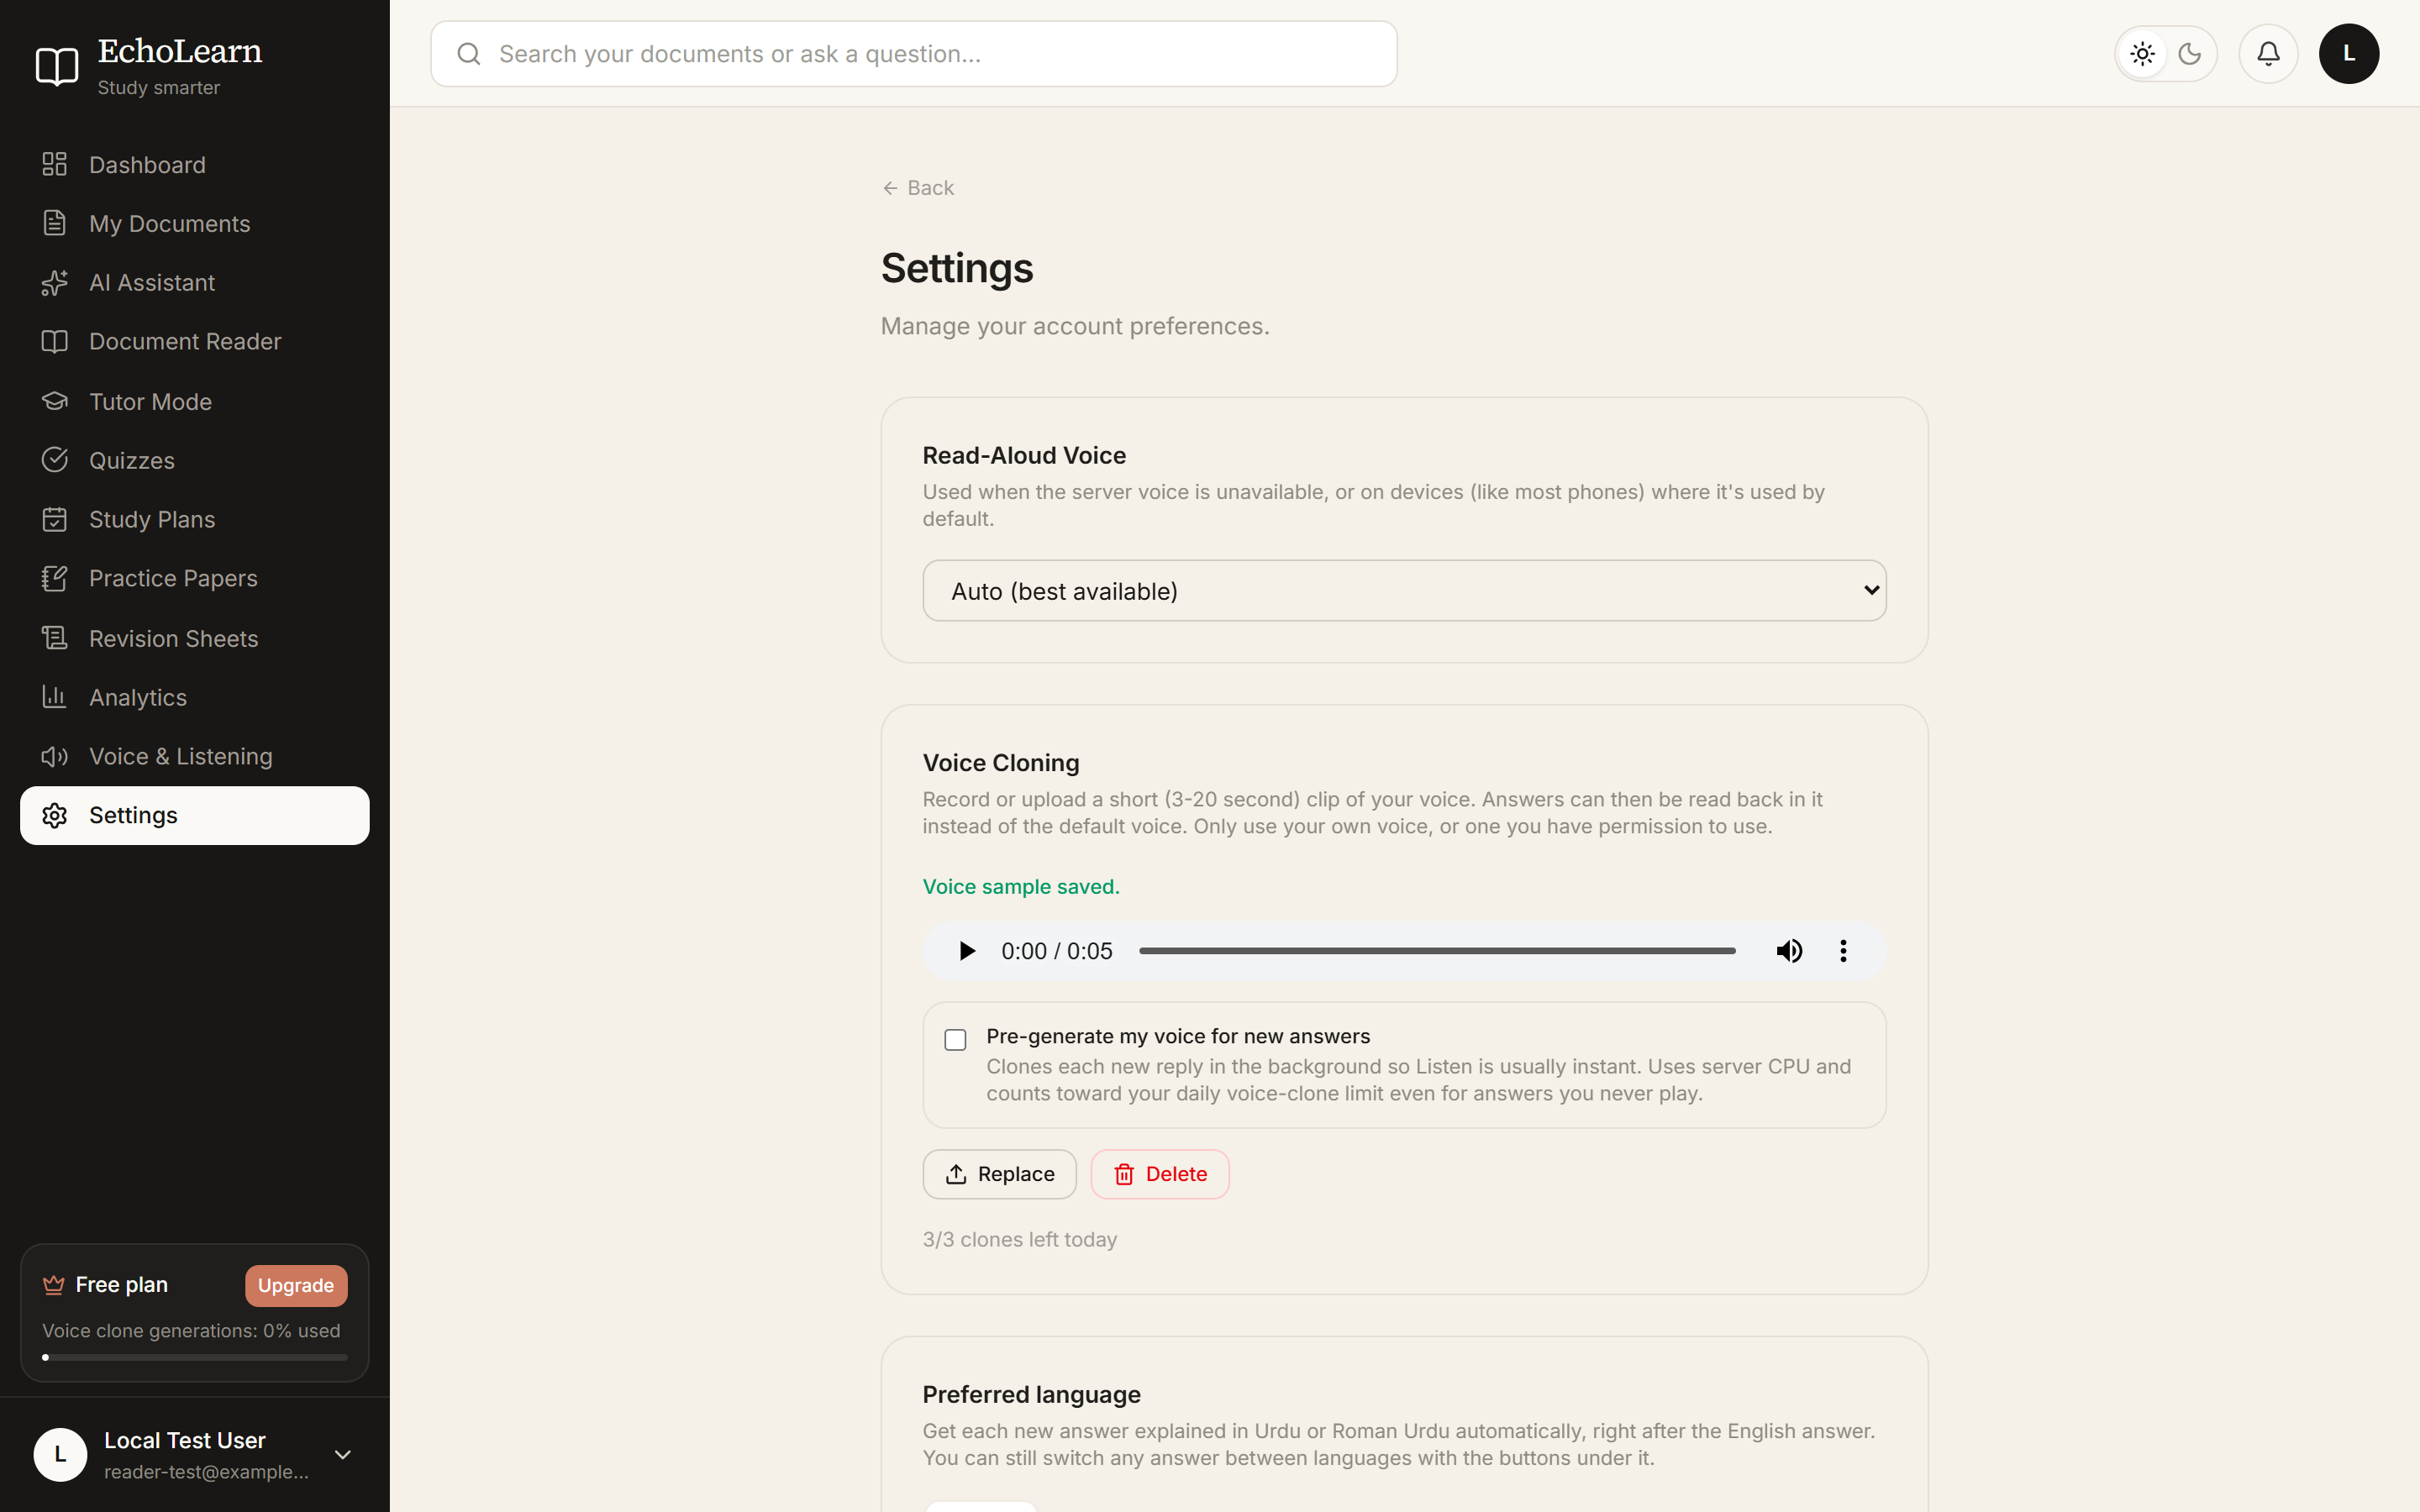 EchoLearn
Study smarter
Dashboard
My Documents
AI Assistant
Document Reader
Tutor Mode
Quizzes
Study Plans
Practice Papers
Revision Sheets
Analytics
Voice & Listening
Settings
Free plan
Upgrade
Voice clone generations: 0% used
L
Local Test User
reader-test@example...
Search your documents or ask a question...
L
Back
Settings
Manage your account preferences.
Read-Aloud Voice
Used when the server voice is unavailable, or on devices (like most phones) where it's used by
default.
Auto (best available)
Voice Cloning
Record or upload a short (3-20 second) clip of your voice. Answers can then be read back in it
instead of the default voice. Only use your own voice, or one you have permission to use.
Voice sample saved.
0:00 / 0:05
Pre-generate my voice for new answers
Clones each new reply in the background so Listen is usually instant. Uses server CPU and
counts toward your daily voice-clone limit even for answers you never play.
Replace
Delete
3/3 clones left today
Preferred language
Get each new answer explained in Urdu or Roman Urdu automatically, right after the English answer.
You can still switch any answer between languages with the buttons under it.